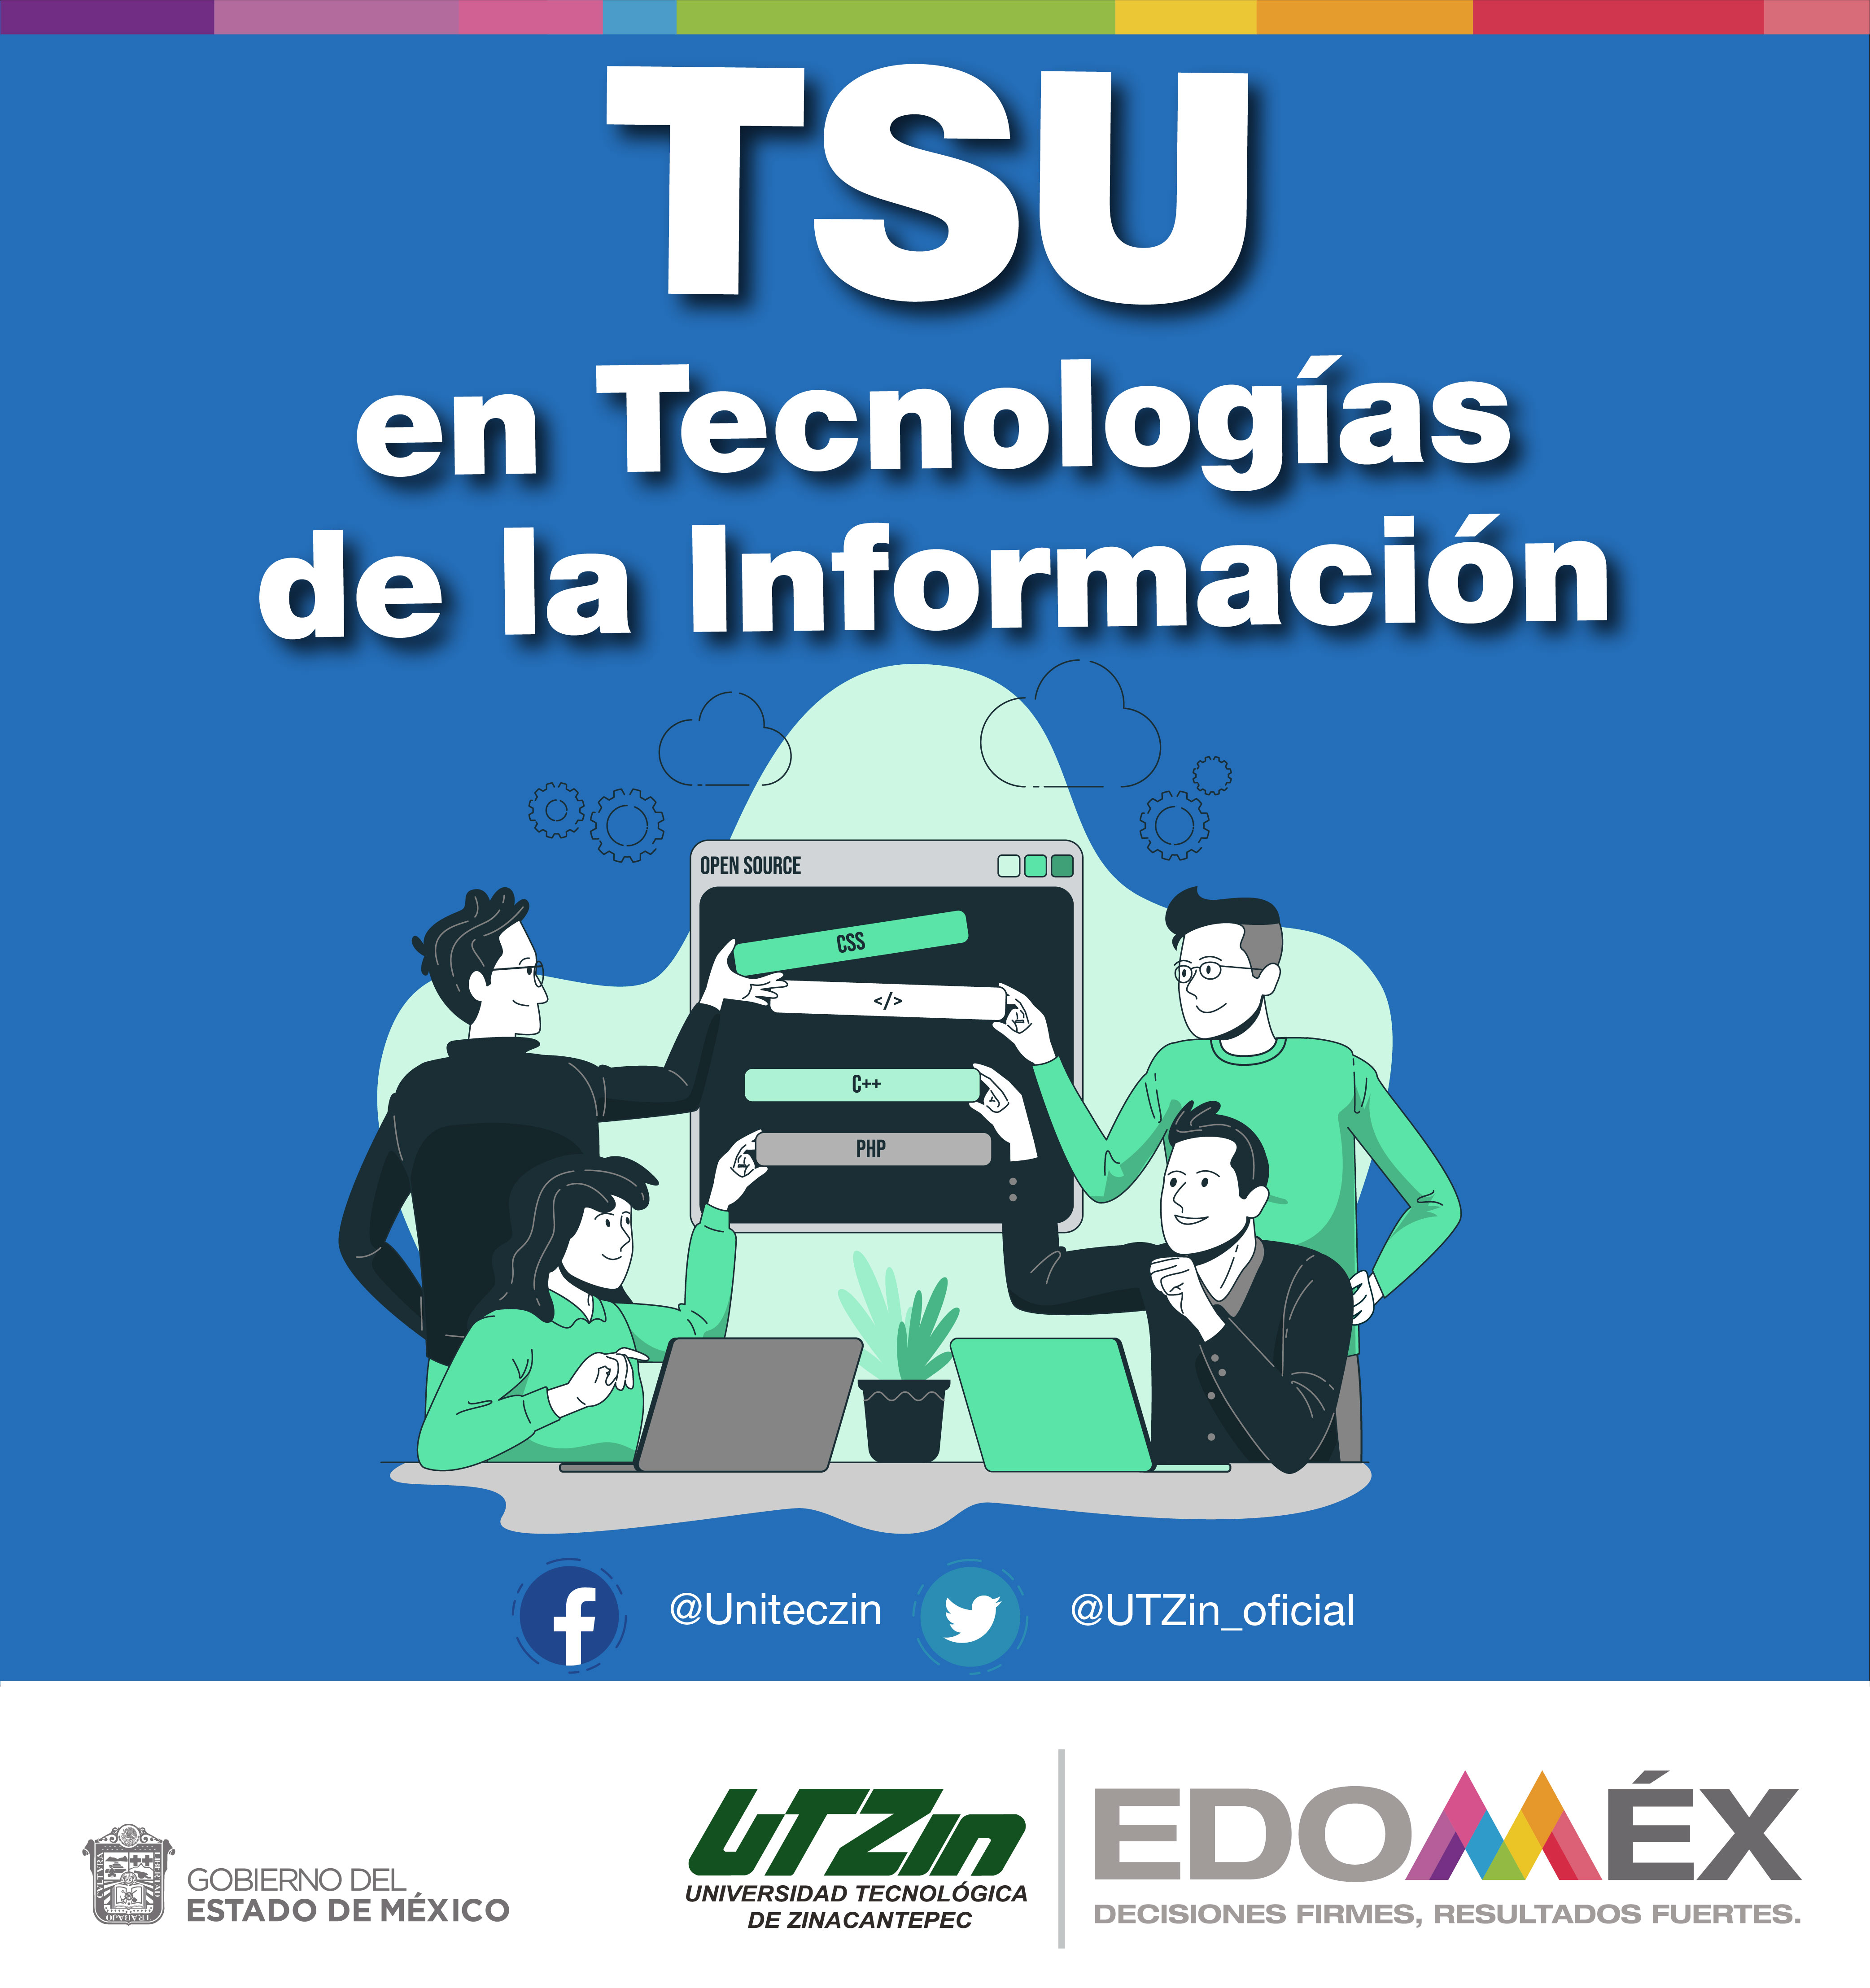 TSU
en Tecnologías
de la Información
OPEN SOURCE
CSS
</>
C++
PHP
@Uniteczin
@UTZin_oficial
GOBIERNO DEL
ESTADO DE MÉXICO
UTZin
UNIVERSIDAD TECNOLÓGICA
DE ZINACANTEPEC
EDOMÉX
DECISIONES FIRMES, RESULTADOS FUERTES.